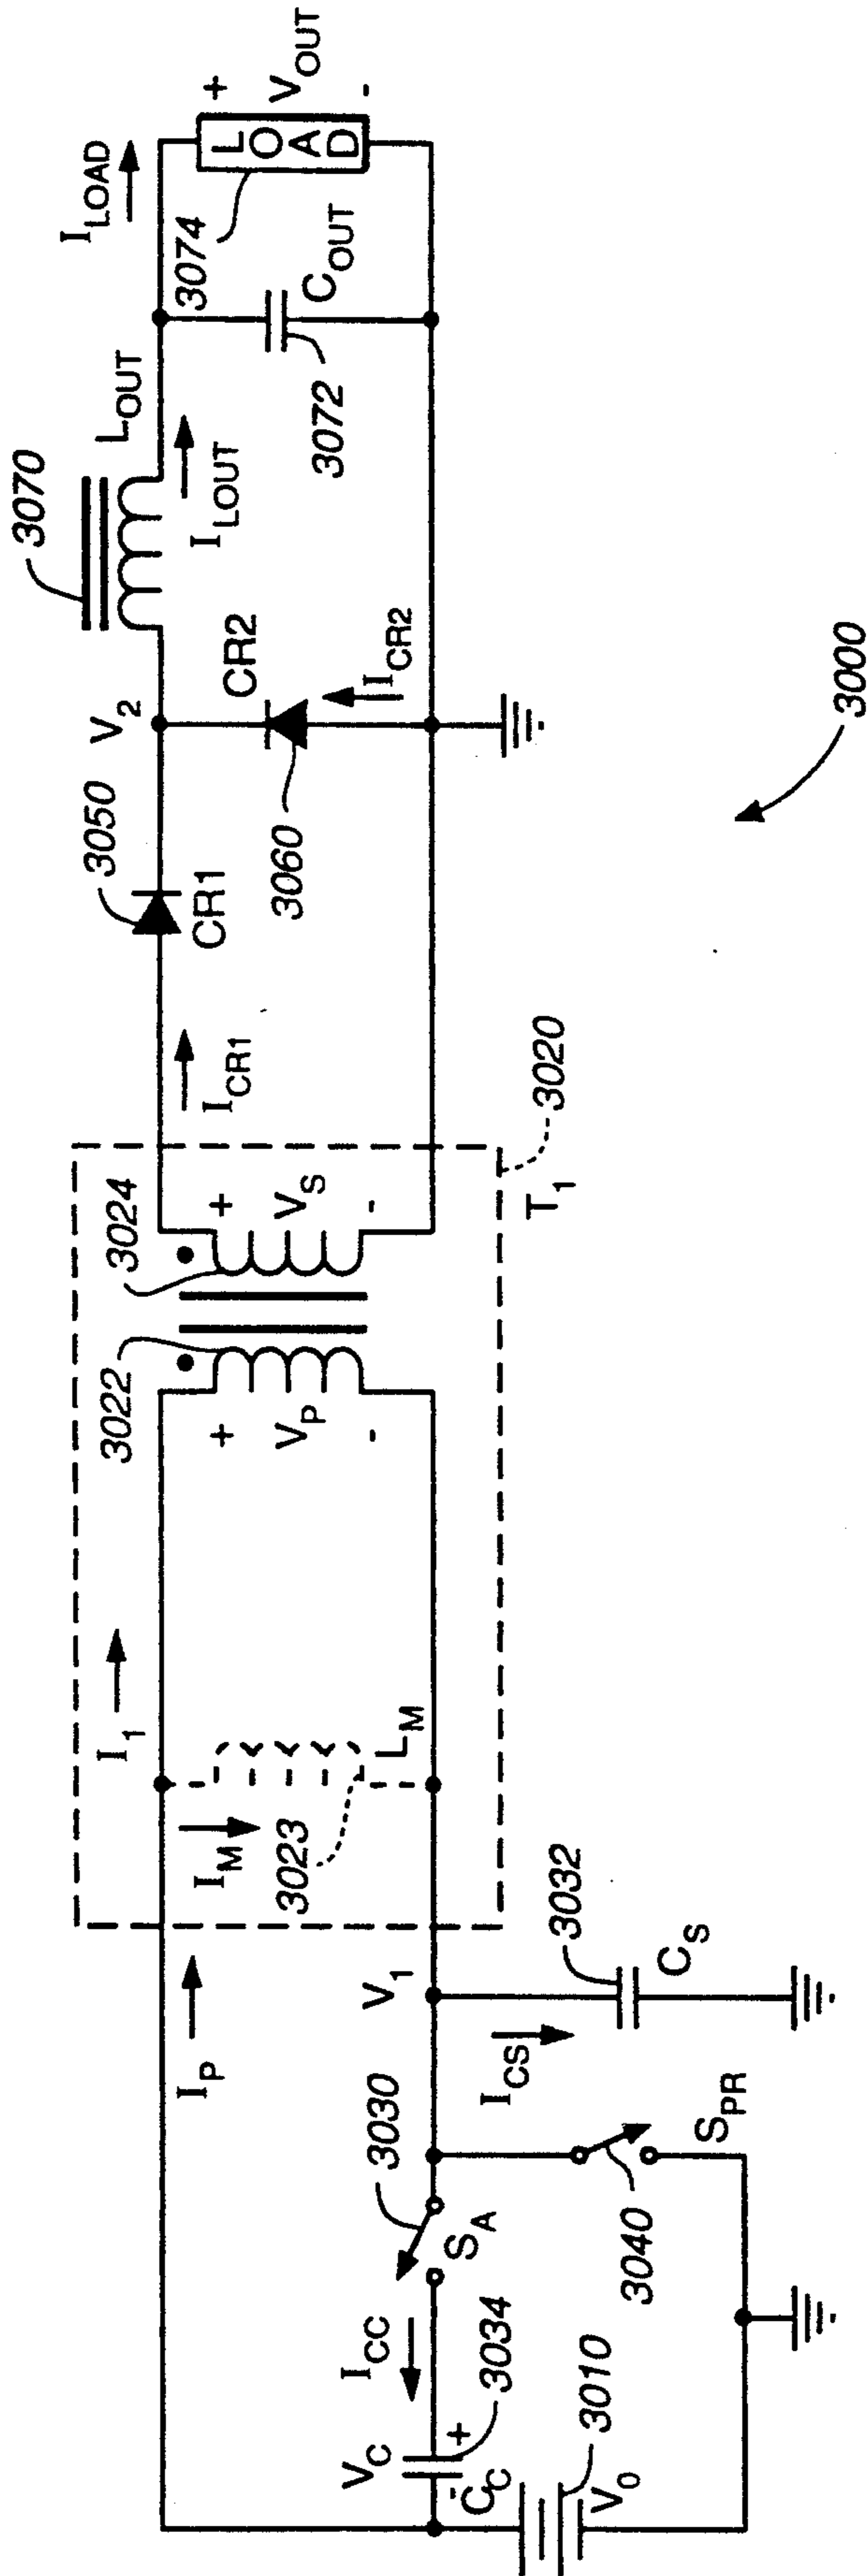 3070
L_OUT
I_LOUT
I_LOAD
+
V_OUT
-
LOAD
3074
C_OUT
3072
V_2
3050
CR1
CR2
3060
I_CR2
I_CR1
3024
3022
+
V_S
-
+
V_P
-
T_1
3020
I_1
I_M
3023
L_M
I_P
V_1
3032
C_S
I_CS
3030
S_A
S_PR
3040
I_CC
3034
V_C
+
-
C_C
3010
V_0
3000